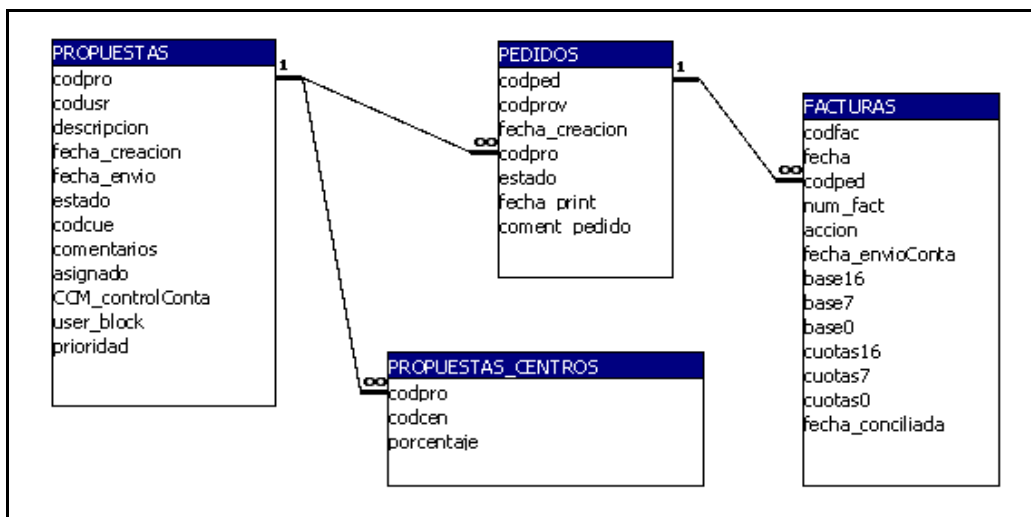 PROPUESTAS
codpro
codusr
descripcion
fecha_creacion
fecha_envio
estado
codcue
comentarios
asignado
CCM_controlConta
user_block
prioridad
1
PEDIDOS
codped
codprov
fecha_creacion
codpro
estado
fecha_print
coment_pedido
∞
1
FACTURAS
codfac
fecha
codped
num_fact
accion
fecha_envioConta
base16
base7
base0
cuotas16
cuotas7
cuotas0
fecha_conciliada
∞
PROPUESTAS_CENTROS
codpro
codcen
porcentaje
∞